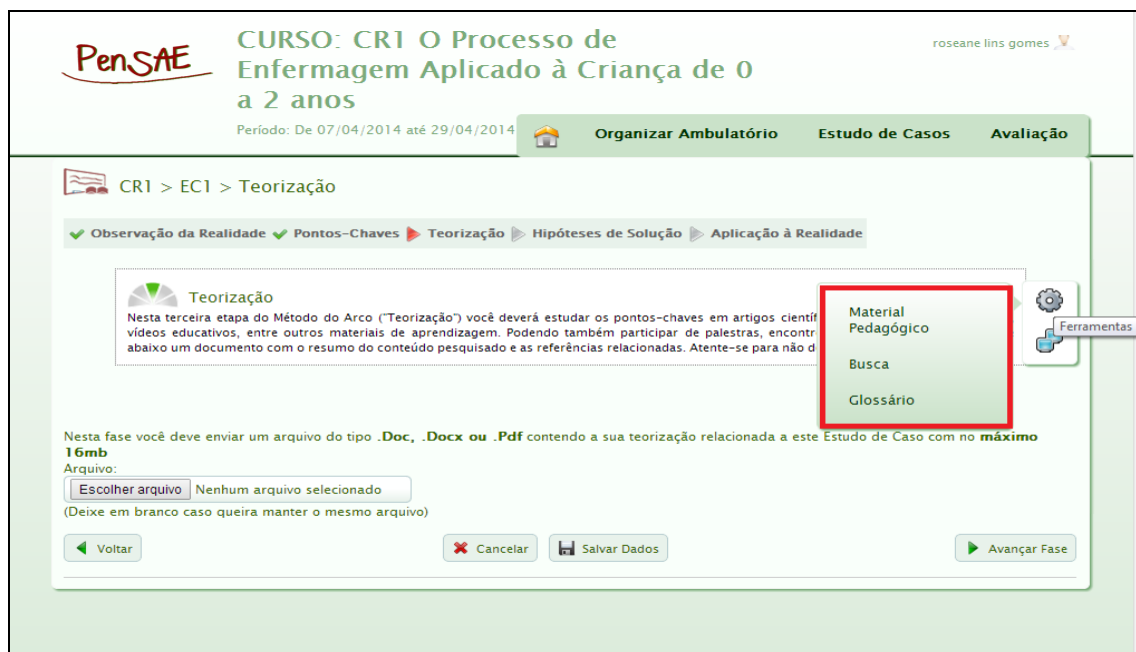 PenSAE
CURSO: CR1 O Processo de
Enfermagem Aplicado à Criança de 0
a 2 anos
roseane lins gomes
Período: De 07/04/2014 até 29/04/2014
Organizar Ambulatório Estudo de Casos Avaliação
CR1 > EC1 > Teorização
Observação da Realidade Pontos-Chaves Teorização Hipóteses de Solução Aplicação à Realidade
Teorização
Nesta terceira etapa do Método do Arco ("Teorização") você deverá estudar os pontos-chaves em artigos científ
vídeos educativos, entre outros materiais de aprendizagem. Podendo também participar de palestras, encontr
abaixo um documento com o resumo do conteúdo pesquisado e as referências relacionadas. Atente-se para não d
Material
Pedagógico
Busca
Glossário
Ferramentas
Nesta fase você deve enviar um arquivo do tipo .Doc, .Docx ou .Pdf contendo a sua teorização relacionada a este Estudo de Caso com no máximo
16mb
Arquivo:
Escolher arquivo Nenhum arquivo selecionado
(Deixe em branco caso queira manter o mesmo arquivo)
Voltar Cancelar Salvar Dados Avançar Fase